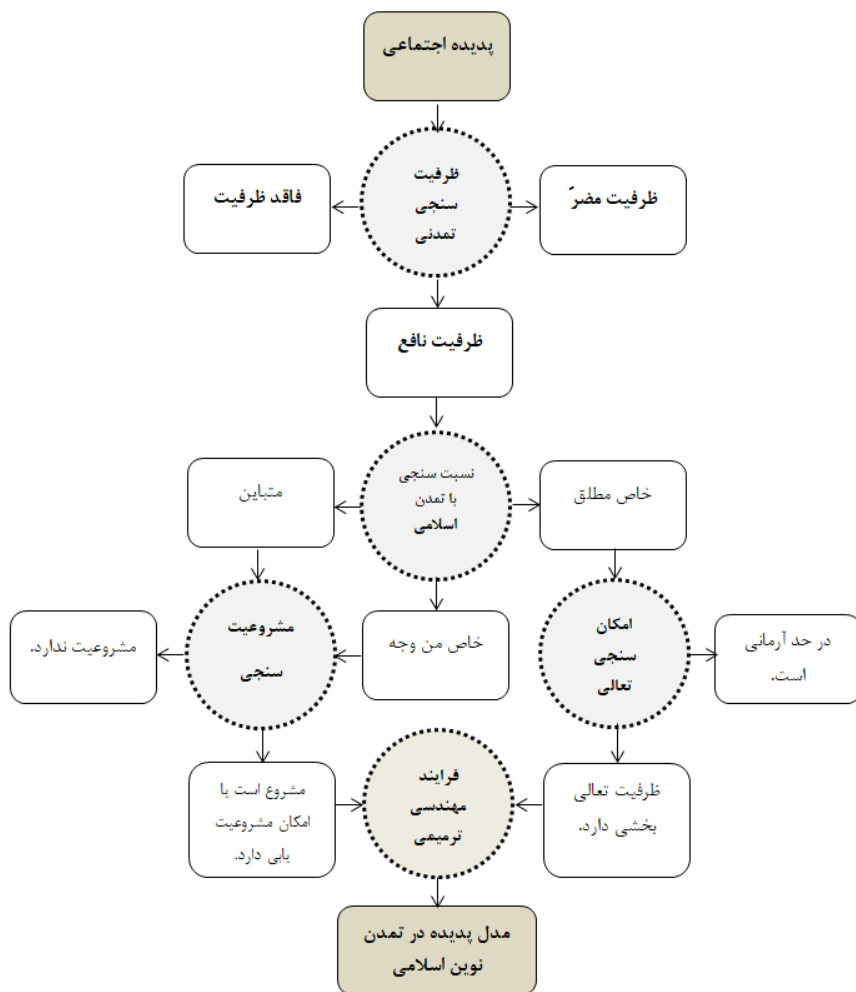 پدیده اجتماعی
ظرفیت
سنجی
تمدنی
ظرفیت مضرّ
فاقد ظرفیت
ظرفیت نافع
نسبت سنجی
با تمدن
اسلامی
خاص مطلق
متباین
خاص من وجه
امکان
سنجی
تعالی
در حد آرمانی
است.
مشروعیت
سنجی
مشروعیت ندارد.
ظرفیت تعالی
بخشی دارد.
فرایند
مهندسی
ترمیمی
مشروع است یا
امکان مشروعیت
یابی دارد.
مدل پدیده در تمدن
نوین اسلامی